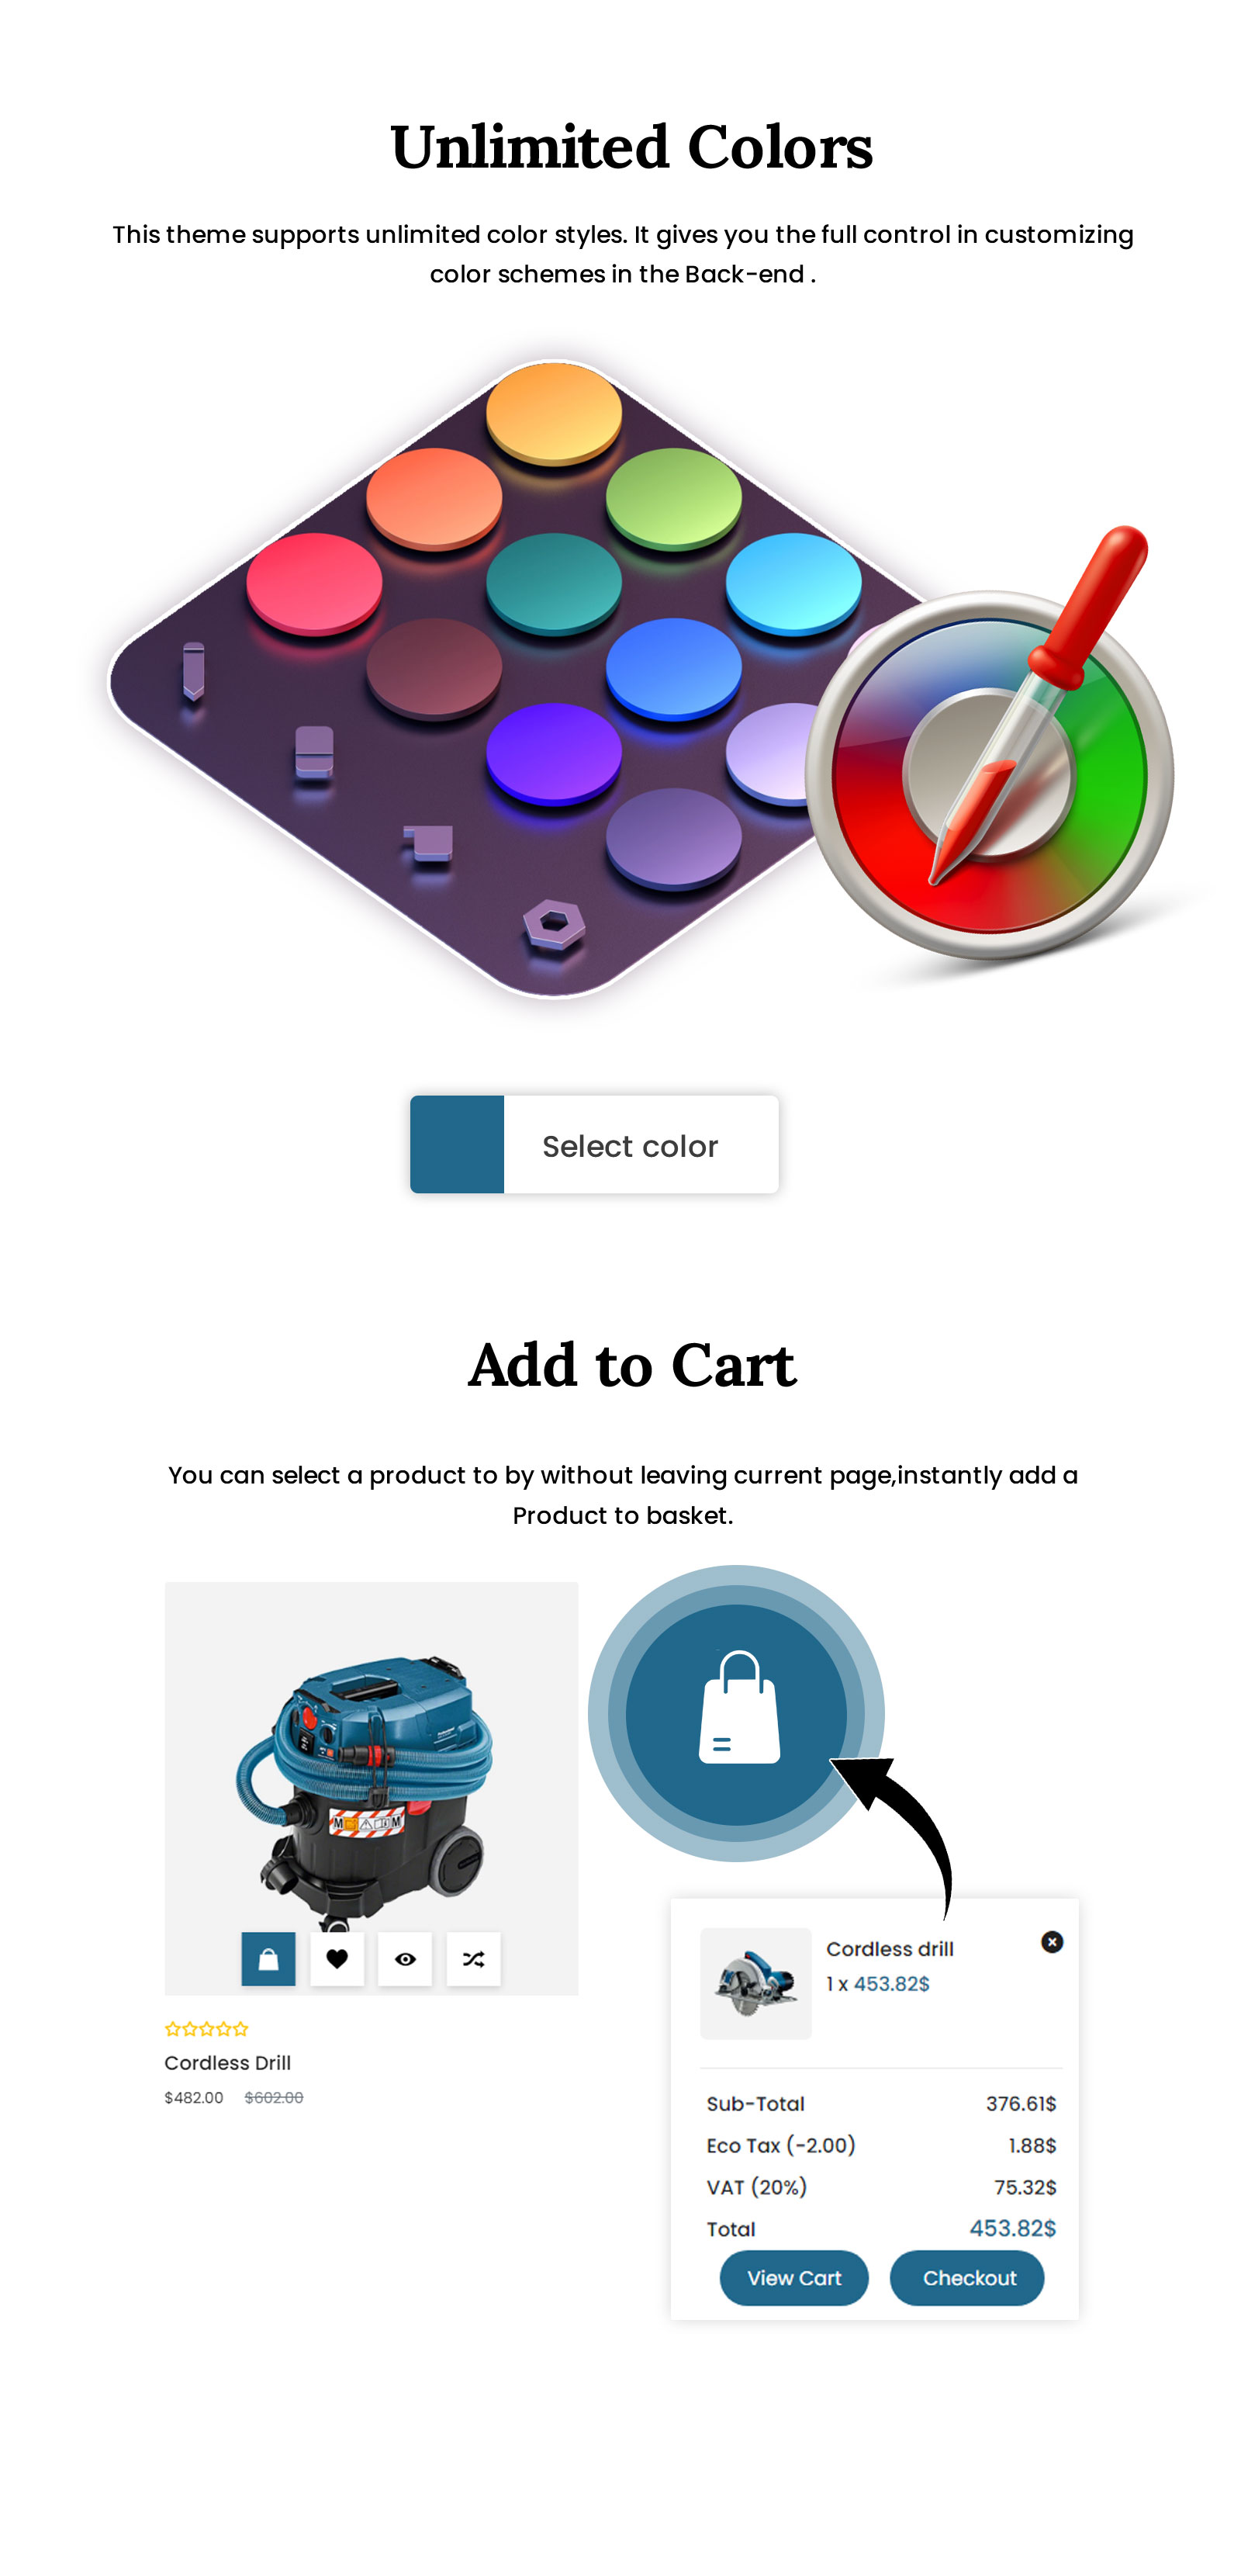 Unlimited Colors
This theme supports unlimited color styles. It gives you the full control in customizing
color schemes in the Back-end .
Select color
Add to Cart
You can select a product to by without leaving current page,instantly add a
Product to basket.
M M
Cordless Drill
$482.00 $602.00
Cordless drill
1 x 453.82$
Sub-Total 376.61$
Eco Tax (-2.00) 1.88$
VAT (20%) 75.32$
Total 453.82$
View Cart Checkout